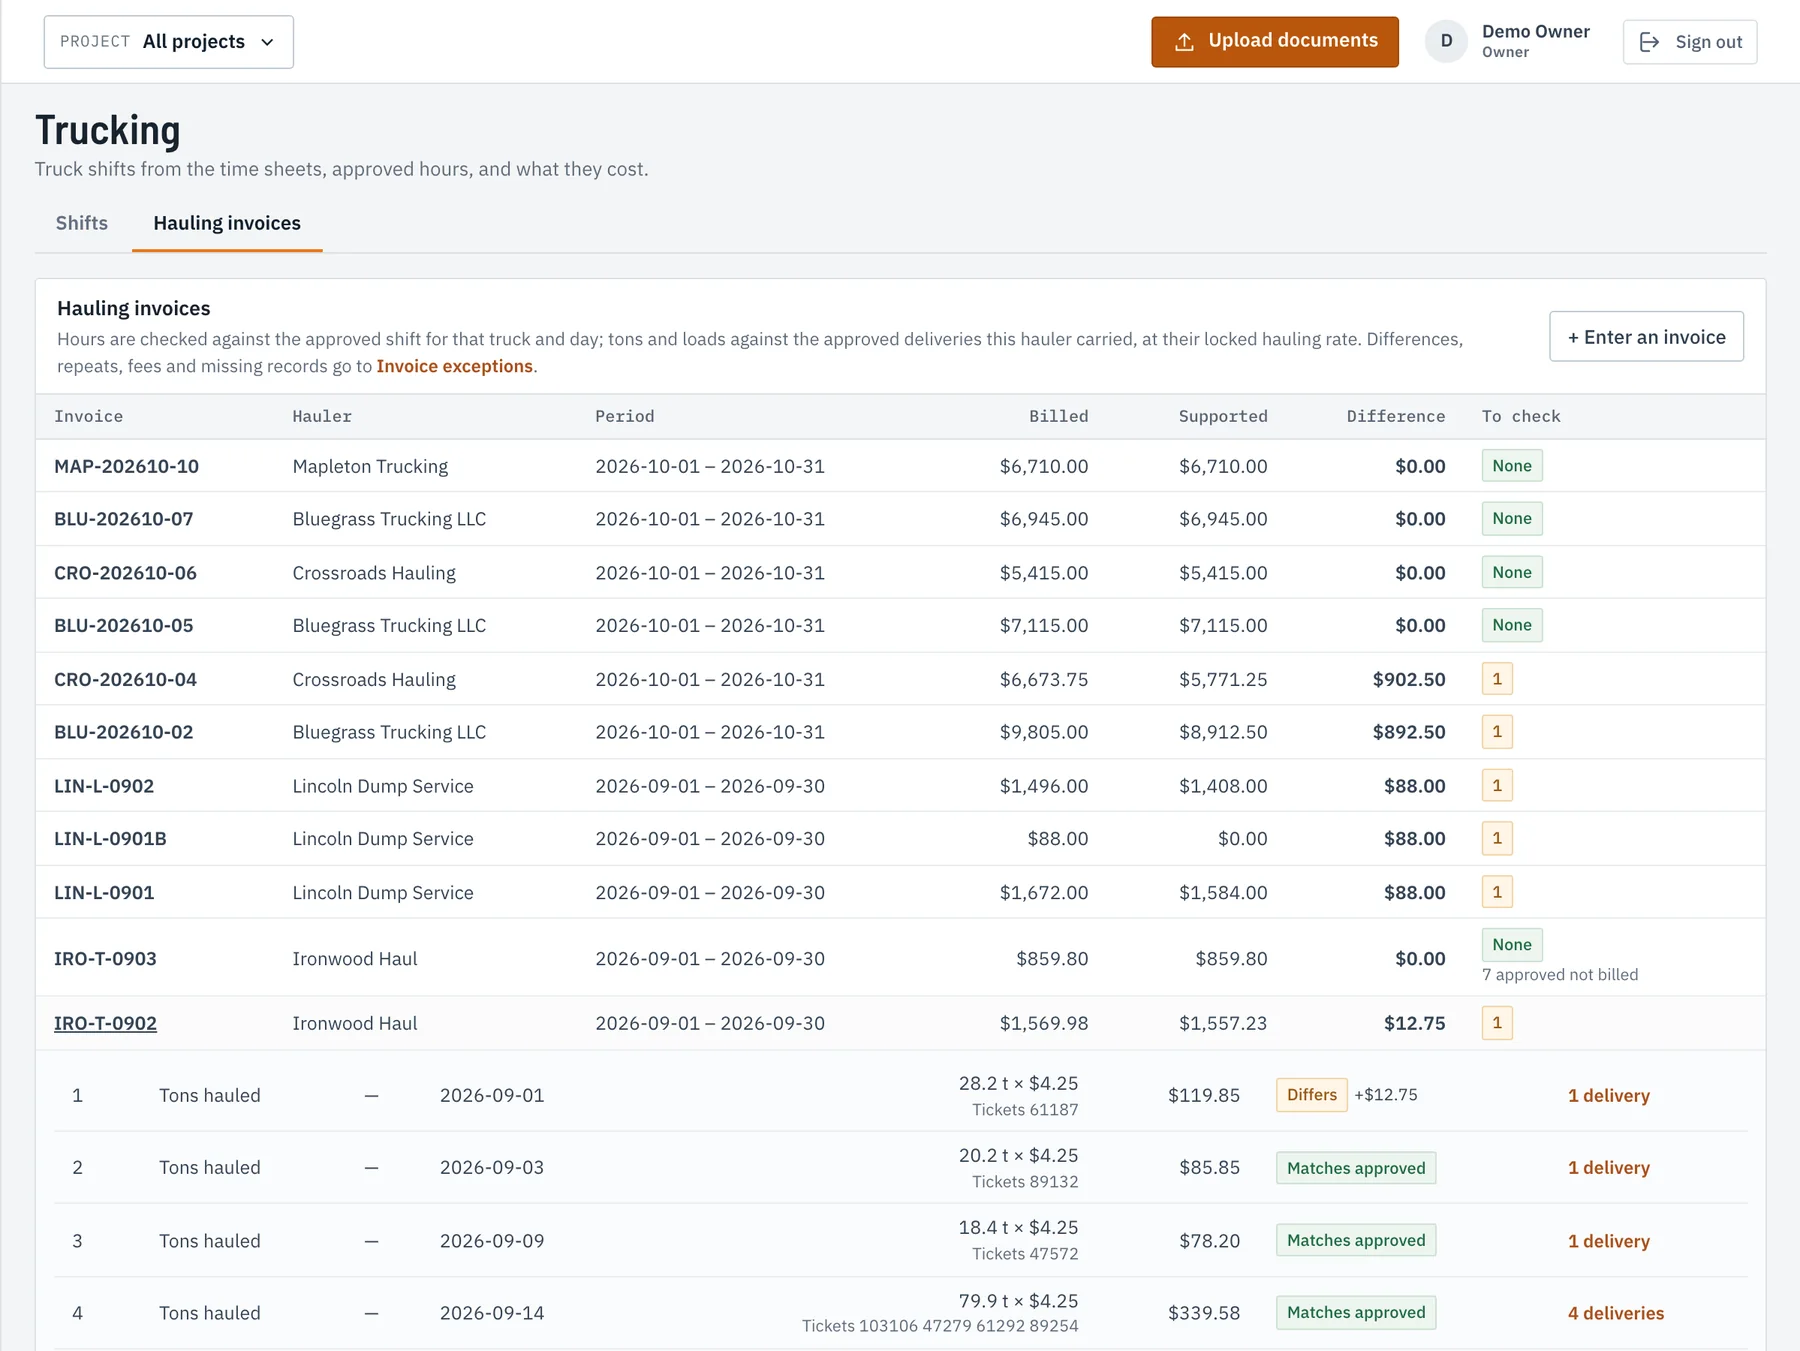 PROJECT All projects
Upload documents
D
Demo Owner
Owner
Sign out
Trucking
Truck shifts from the time sheets, approved hours, and what they cost.
Shifts
Hauling invoices
Hauling invoices
Hours are checked against the approved shift for that truck and day; tons and loads against the approved deliveries this hauler carried, at their locked hauling rate. Differences,
repeats, fees and missing records go to Invoice exceptions.
+ Enter an invoice
Invoice Hauler Period Billed Supported Difference To check
MAP-202610-10 Mapleton Trucking 2026-10-01 – 2026-10-31 $6,710.00 $6,710.00 $0.00 None
BLU-202610-07 Bluegrass Trucking LLC 2026-10-01 – 2026-10-31 $6,945.00 $6,945.00 $0.00 None
CRO-202610-06 Crossroads Hauling 2026-10-01 – 2026-10-31 $5,415.00 $5,415.00 $0.00 None
BLU-202610-05 Bluegrass Trucking LLC 2026-10-01 – 2026-10-31 $7,115.00 $7,115.00 $0.00 None
CRO-202610-04 Crossroads Hauling 2026-10-01 – 2026-10-31 $6,673.75 $5,771.25 $902.50 1
BLU-202610-02 Bluegrass Trucking LLC 2026-10-01 – 2026-10-31 $9,805.00 $8,912.50 $892.50 1
LIN-L-0902 Lincoln Dump Service 2026-09-01 – 2026-09-30 $1,496.00 $1,408.00 $88.00 1
LIN-L-0901B Lincoln Dump Service 2026-09-01 – 2026-09-30 $88.00 $0.00 $88.00 1
LIN-L-0901 Lincoln Dump Service 2026-09-01 – 2026-09-30 $1,672.00 $1,584.00 $88.00 1
IRO-T-0903 Ironwood Haul 2026-09-01 – 2026-09-30 $859.80 $859.80 $0.00 None
7 approved not billed
IRO-T-0902 Ironwood Haul 2026-09-01 – 2026-09-30 $1,569.98 $1,557.23 $12.75 1
1 Tons hauled — 2026-09-01 28.2 t × $4.25 $119.85 Differs +$12.75 1 delivery
Tickets 61187
2 Tons hauled — 2026-09-03 20.2 t × $4.25 $85.85 Matches approved 1 delivery
Tickets 89132
3 Tons hauled — 2026-09-09 18.4 t × $4.25 $78.20 Matches approved 1 delivery
Tickets 47572
4 Tons hauled — 2026-09-14 79.9 t × $4.25 $339.58 Matches approved 4 deliveries
Tickets 103106 47279 61292 89254